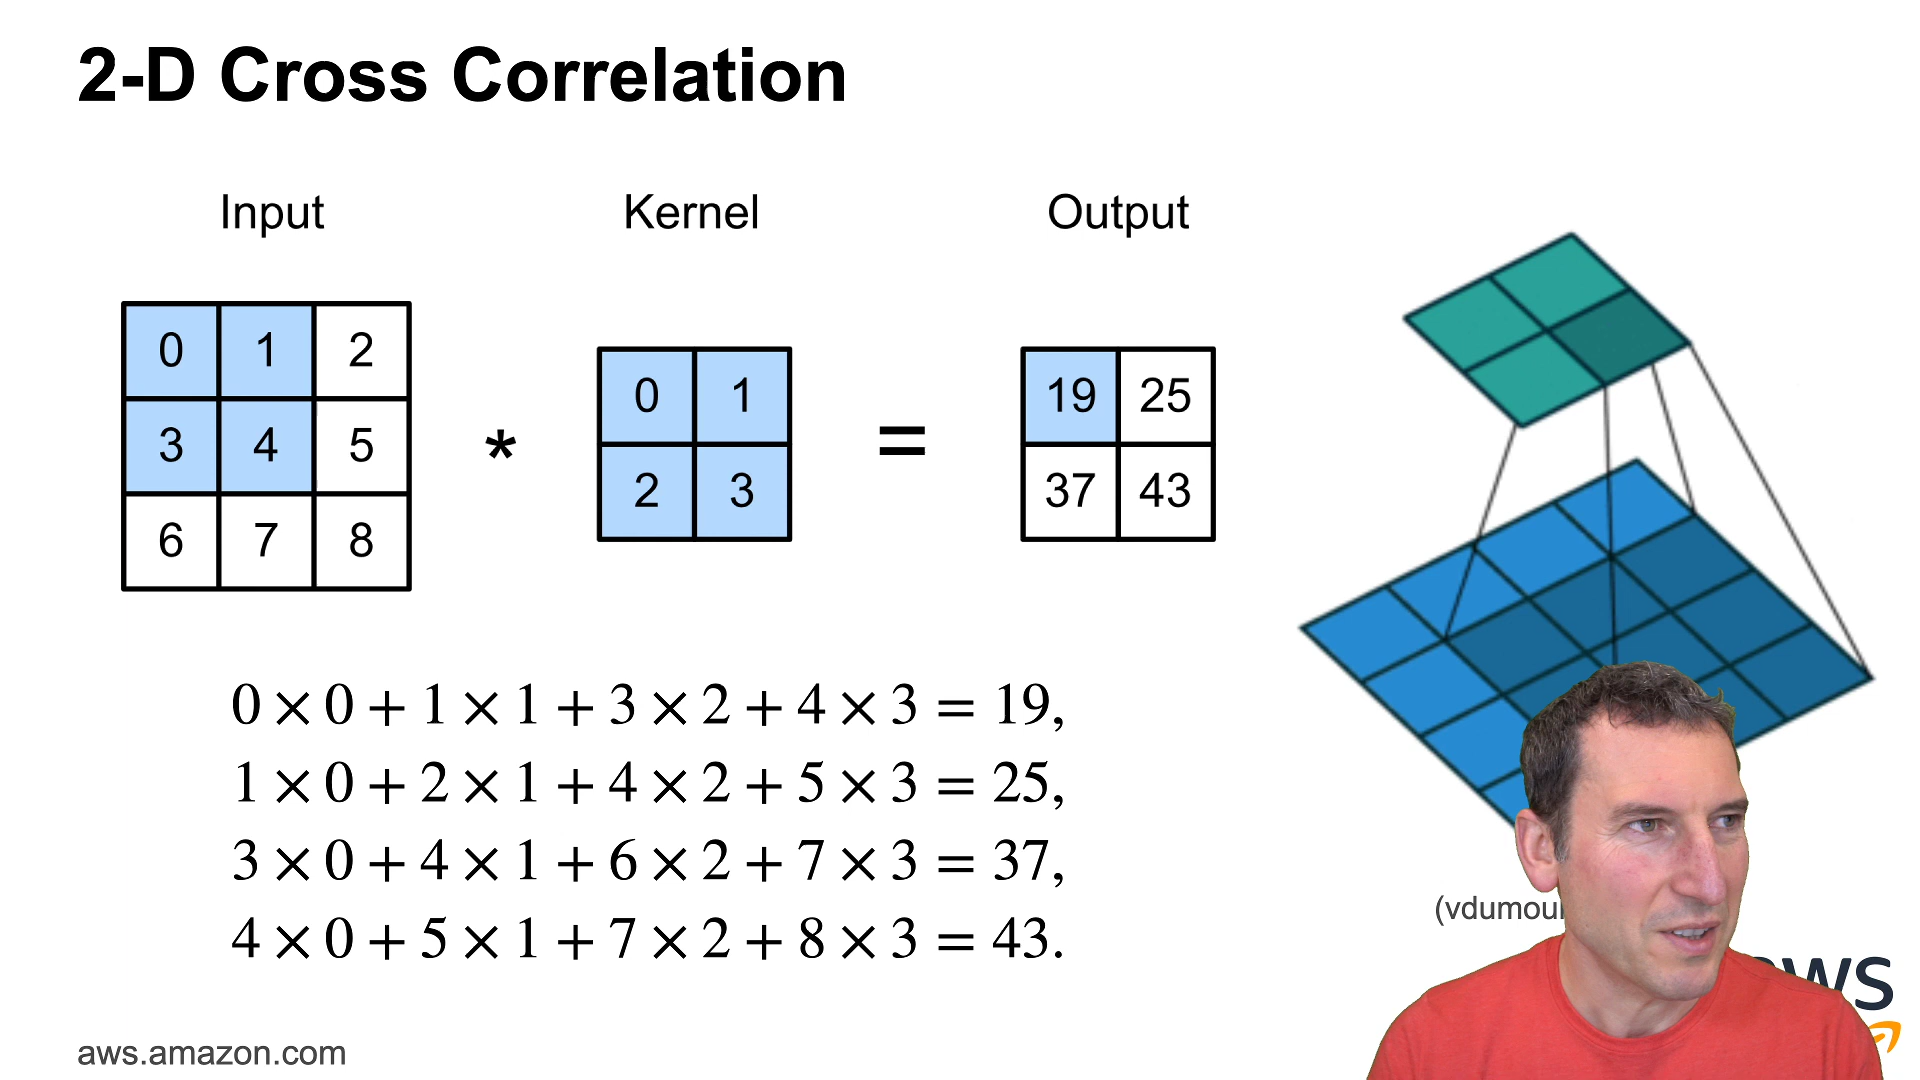 2-D Cross Correlation
Input Kernel Output
0 1 2
3 4 5
6 7 8
*
0 1
2 3
=
19 25
37 43
0 × 0 + 1 × 1 + 3 × 2 + 4 × 3 = 19,
1 × 0 + 2 × 1 + 4 × 2 + 5 × 3 = 25,
3 × 0 + 4 × 1 + 6 × 2 + 7 × 3 = 37,
4 × 0 + 5 × 1 + 7 × 2 + 8 × 3 = 43.
aws
aws.amazon.com